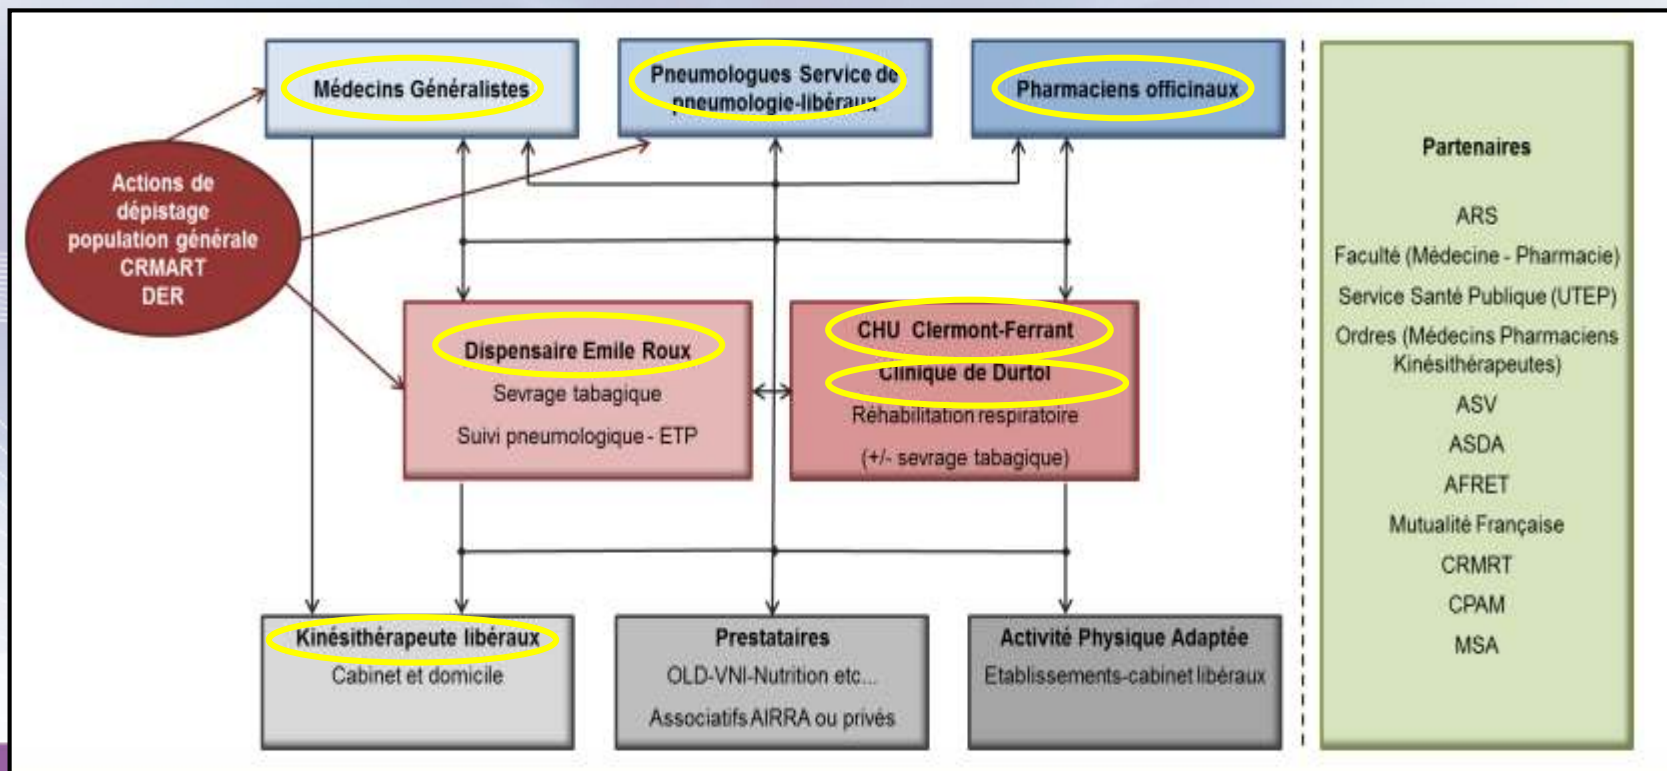 Médecins Généralistes
Pneumologues Service de
pneumologie-libéraux
Pharmaciens officinaux
Actions de
dépistage
population générale
CRMART
DER
Dispensaire Emile Roux
Sevrage tabagique
Suivi pneumologique - ETP
CHU Clermont-Ferrant
Clinique de Durtol
Réhabilitation respiratoire
(+/- sevrage tabagique)
Kinésithérapeute libéraux
Cabinet et domicile
Prestataires
OLD-VNI-Nutrition etc...
Associatifs AIRRA ou privés
Activité Physique Adaptée
Etablissements-cabinet libéraux
Partenaires
ARS
Faculté (Médecine - Pharmacie)
Service Santé Publique (UTEP)
Ordres (Médecins Pharmaciens
Kinésithérapeutes)
ASV
ASDA
AFRET
Mutualité Française
CRMRT
CPAM
MSA